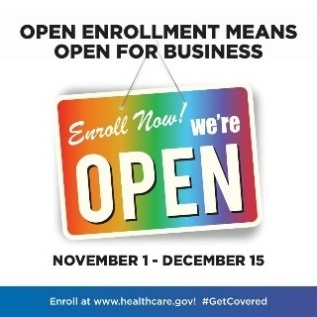 OPEN ENROLLMENT MEANS
OPEN FOR BUSINESS
Enroll Now! we're
OPEN
NOVEMBER 1 - DECEMBER 15
Enroll at www.healthcare.gov! #GetCovered